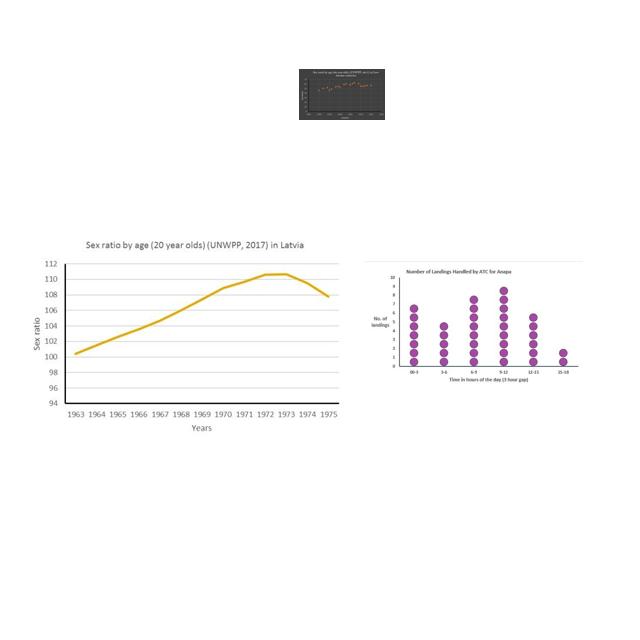 Sex ratio by age (20 year olds) (UNWPP, 2017) in Latvia
112
110
108
106
104
102
100
98
96
94
Sex ratio
1963 1964 1965 1966 1967 1968 1969 1970 1971 1972 1973 1974 1975
Years
Number of Landings Handled by ATC for Anapa
10
9
8
7
6
5
4
3
2
1
0
No. of
landings
00-3 3-6 6-9 9-12 12-15 15-18
Time in hours of the day (3 hour gap)